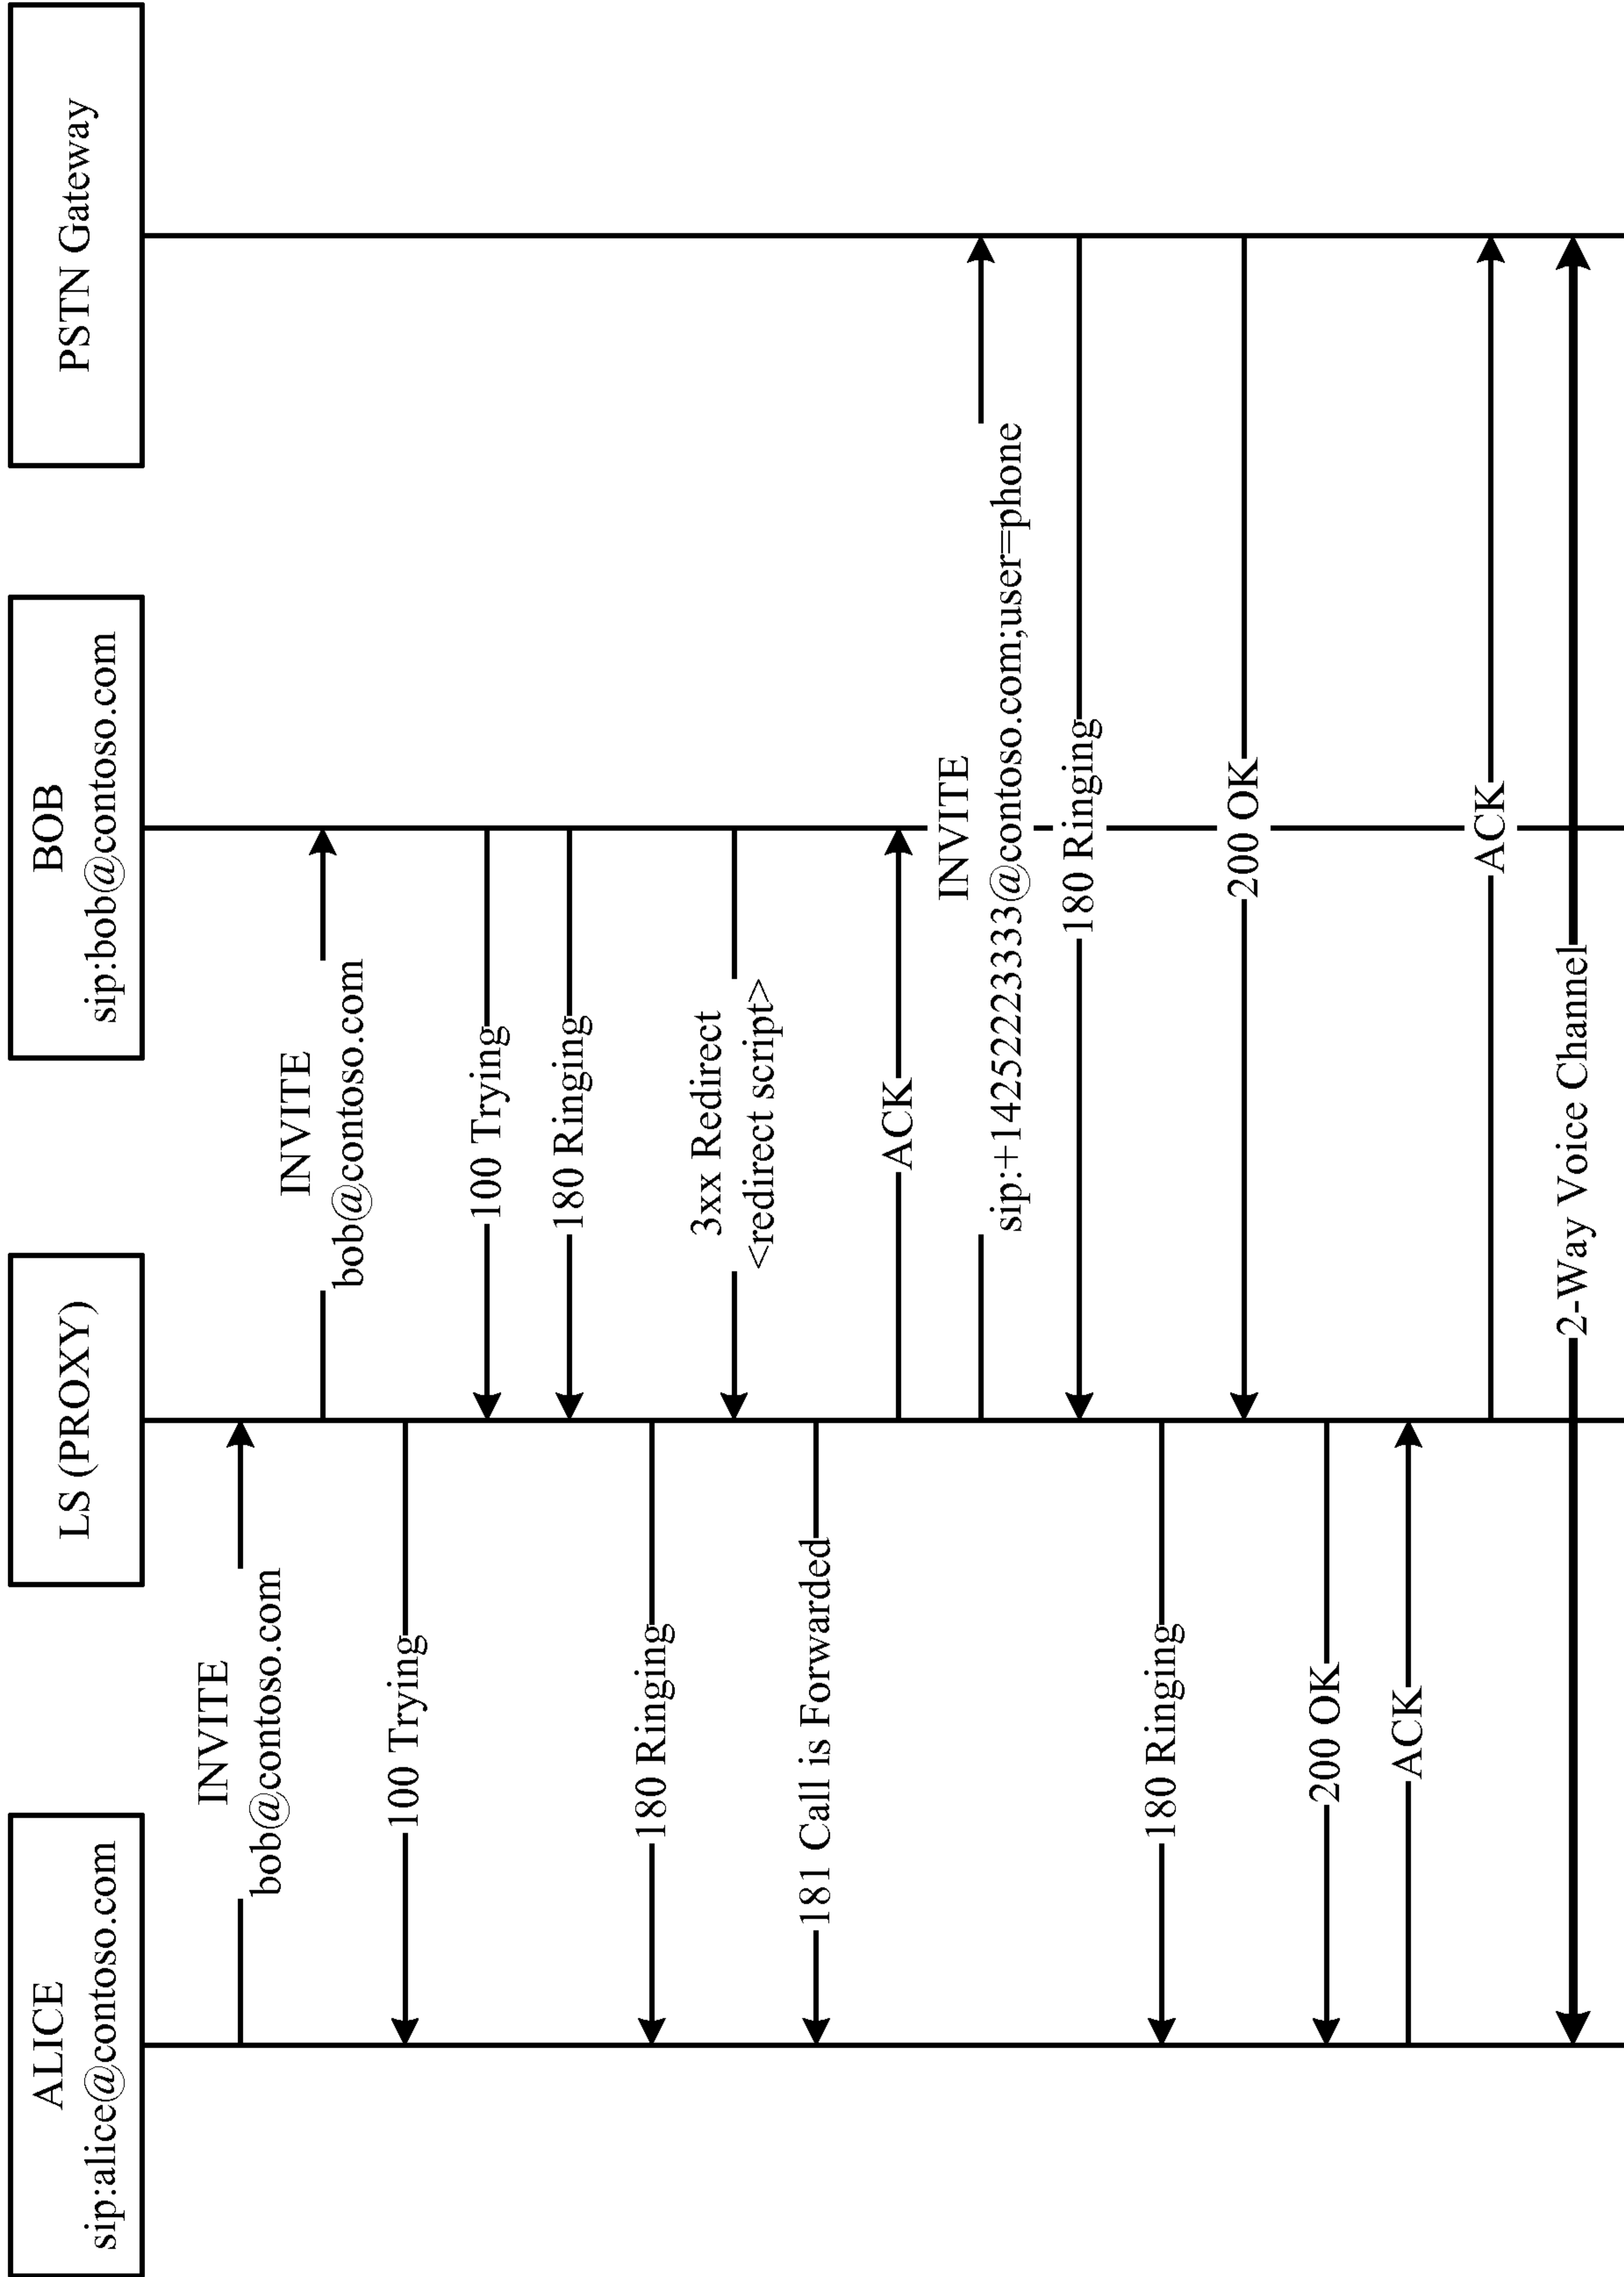 ALICE
sip:alice@contoso.com
LS (PROXY)
BOB
sip:bob@contoso.com
PSTN Gateway
INVITE
bob@contoso.com
INVITE
bob@contoso.com
100 Trying
100 Trying
180 Ringing
180 Ringing
3xx Redirect
<redirect script>
181 Call is Forwarded
ACK
INVITE
sip:+14252223333@contoso.com;user=phone
180 Ringing
180 Ringing
200 OK
200 OK
ACK
ACK
2-Way Voice Channel